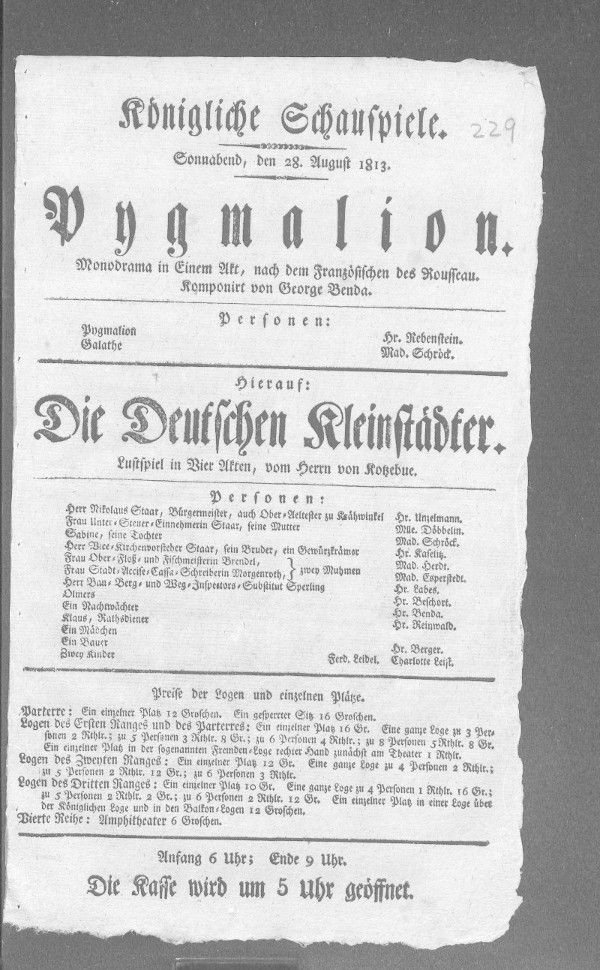 Königliche Schauspiele.
229
Sonnabend, den 28. August 1813.
Pygmalion.
Monodrama in Einem Akt, nach dem Französischen des Rousseau.
Komponirt von George Benda.
Personen:
Pygmalion Hr. Rebenstein.
Galathe Mad. Schröck.
Hierauf:
Die Deutschen Kleinstädter.
Lustspiel in Vier Akten, vom Herrn von Kotzebue.
Personen:
Herr Nikolaus Staar, Bürgermeister, auch Ober-Aeltester zu Krähwinkel Hr. Unzelmann.
Frau Unter-Steuer-Einnehmerin Staar, seine Mutter Mlle. Döbbelin.
Sabine, seine Tochter Mad. Schröck.
Herr Vice-Kirchenvorsteher Staar, sein Bruder, ein Gewürzkrämer Hr. Kaselitz.
Frau Ober-Floß- und Fischmeisterin Brendel, Mad. Herdt.
Frau Stadt-Accise-Cassa-Schreiberin Morgenroth, } zwey Muhmen Mad. Esperstedt.
Herr Bau- Berg- und Weg-Inspectors-Substitut Sperling Hr. Labes.
Olmers Hr. Beschort.
Ein Nachtwächter Hr. Benda.
Klaus, Rathsdiener Hr. Reinwald.
Ein Mädchen
Ein Bauer Hr. Berger.
Zwey Kinder Ferd. Leidel. Charlotte Leist.
Preise der Logen und einzelnen Plätze.
Parterre: Ein einzelner Platz 12 Groschen. Ein gesperrter Sitz 16 Groschen.
Logen des Ersten Ranges und des Parterres: Ein einzelner Platz 16 Gr. Eine ganze Loge zu 3 Per-
sonen 2 Rthlr.; zu 5 Personen 3 Rthlr. 8 Gr.; zu 6 Personen 4 Rthlr.; zu 8 Personen 5 Rthlr. 8 Gr.
Ein einzelner Platz in der sogenannten Fremden-Loge rechter Hand zunächst am Theater 1 Rthlr.
Logen des Zweyten Ranges: Ein einzelner Platz 12 Gr. Eine ganze Loge zu 4 Personen 2 Rthlr.;
zu 5 Personen 2 Rthlr. 12 Gr.; zu 6 Personen 3 Rthlr.
Logen des Dritten Ranges: Ein einzelner Platz 10 Gr. Eine ganze Loge zu 4 Personen 1 Rthlr. 16 Gr.;
zu 5 Personen 2 Rthlr. 2 Gr.; zu 6 Personen 2 Rthlr. 12 Gr. Ein einzelner Platz in einer Loge über
der Königlichen Loge und in den Balkon-Logen 12 Groschen.
Vierte Reihe: Amphitheater 6 Groschen.
Anfang 6 Uhr; Ende 9 Uhr.
Die Kasse wird um 5 Uhr geöffnet.